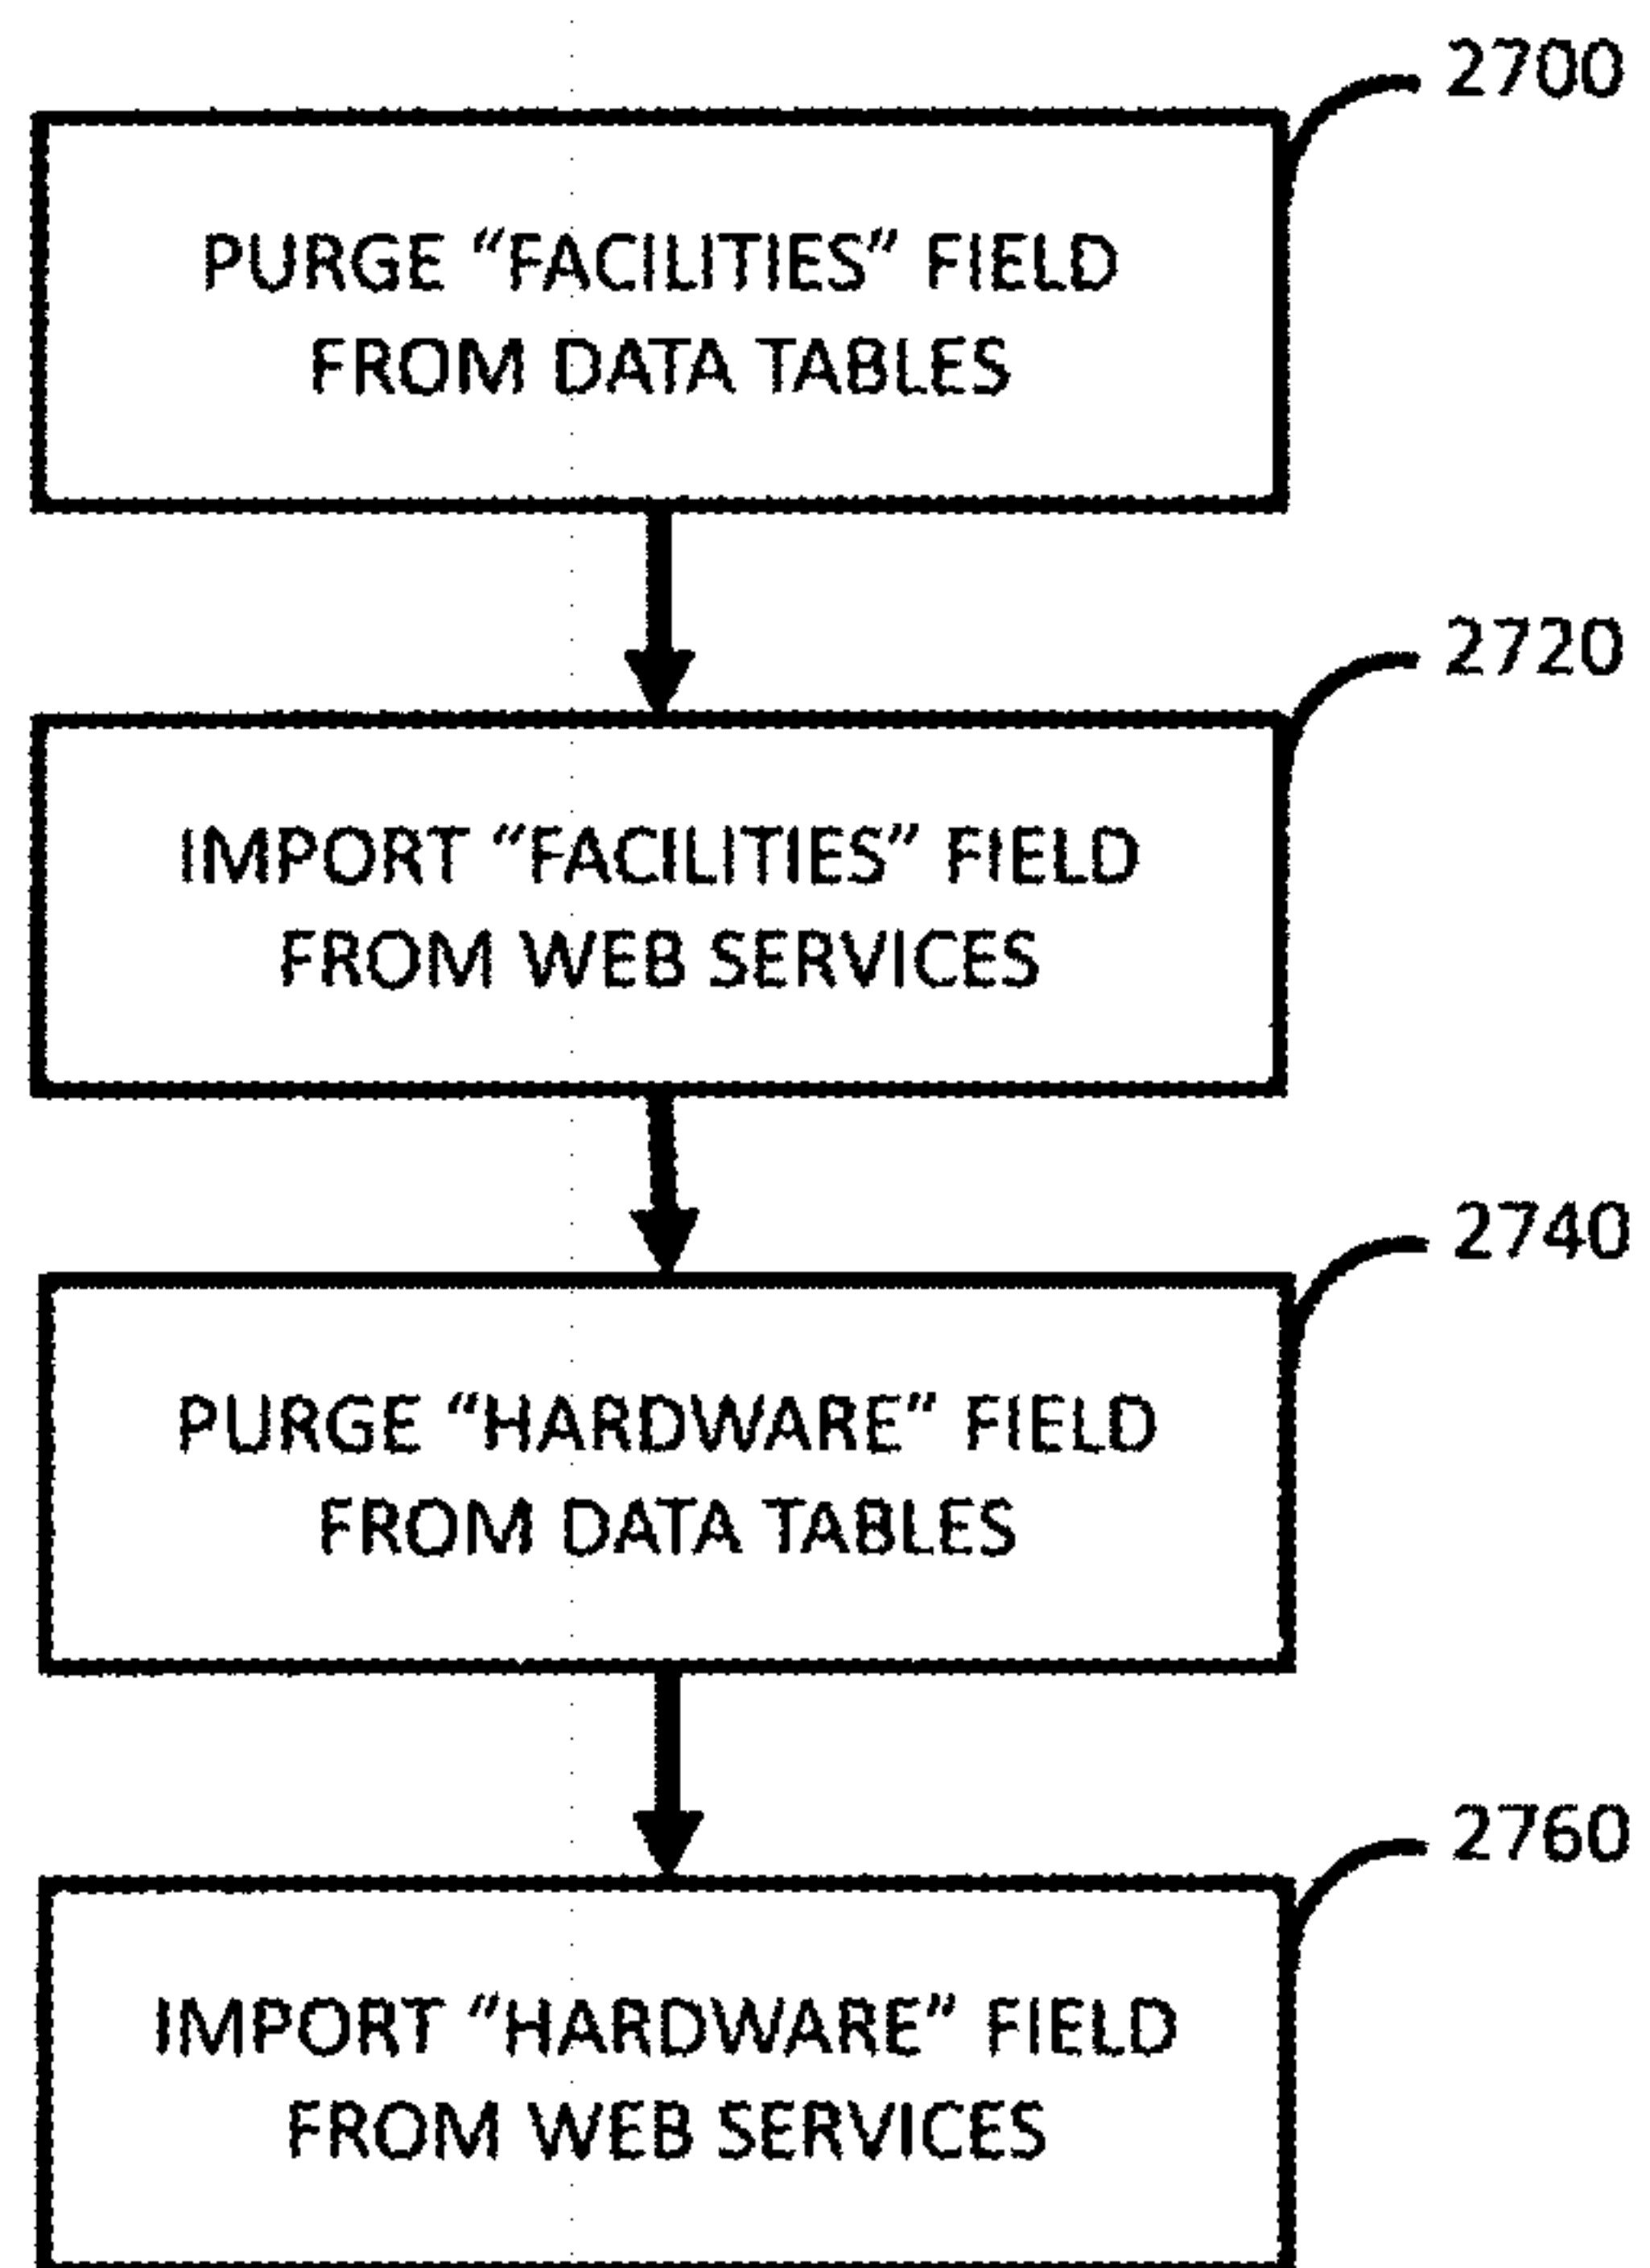 2700
PURGE “FACILITIES” FIELD
FROM DATA TABLES
2720
IMPORT “FACILITIES” FIELD
FROM WEB SERVICES
2740
PURGE “HARDWARE” FIELD
FROM DATA TABLES
2760
IMPORT “HARDWARE” FIELD
FROM WEB SERVICES